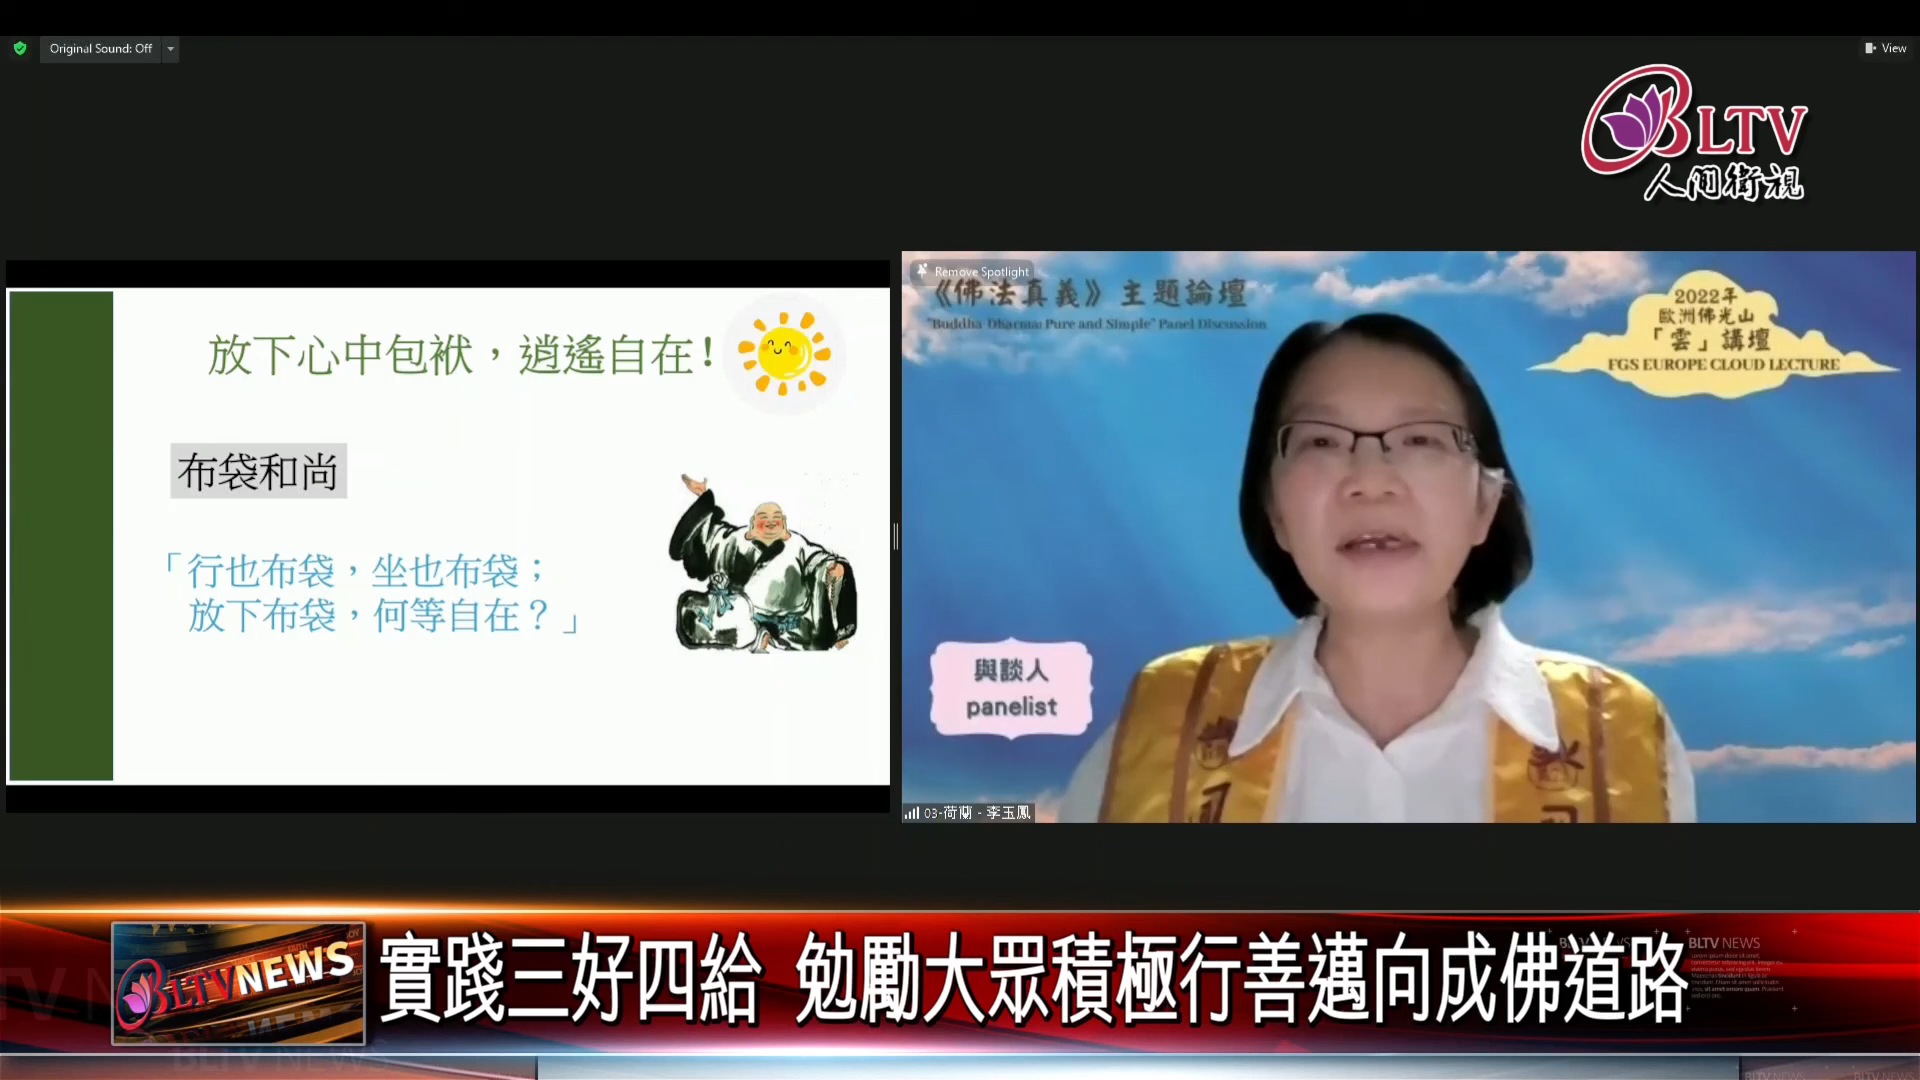 Original Sound: Off
View
BLTV
人間衛視
放下心中包袱，逍遙自在！
布袋和尚
「行也布袋，坐也布袋；
放下布袋，何等自在？」
Remove Spotlight
《佛法真義》主題論壇
"Buddha-Dharma: Pure and Simple" Panel Discussion
2022年
歐洲佛光山
「雲」講壇
FGS EUROPE CLOUD LECTURE
與談人
panelist
03-荷蘭 - 李玉鳳
BLTV NEWS
實踐三好四給 勉勵大眾積極行善邁向成佛道路
BLTV NEWS